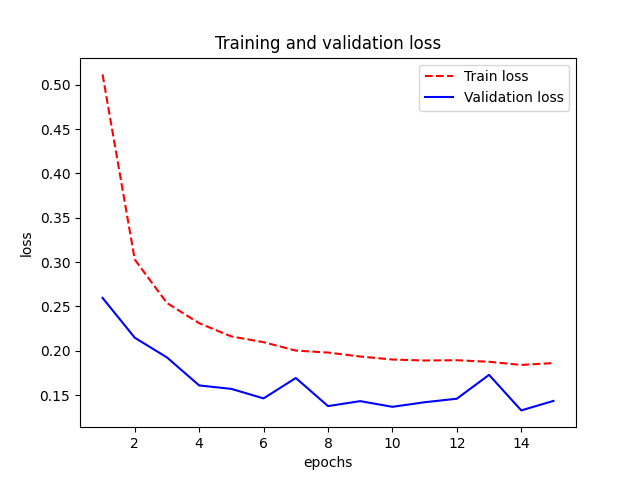 Training and validation loss
Train loss
Validation loss
0.50
0.45
0.40
0.35
0.30
0.25
0.20
0.15
loss
2 4 6 8 10 12 14
epochs